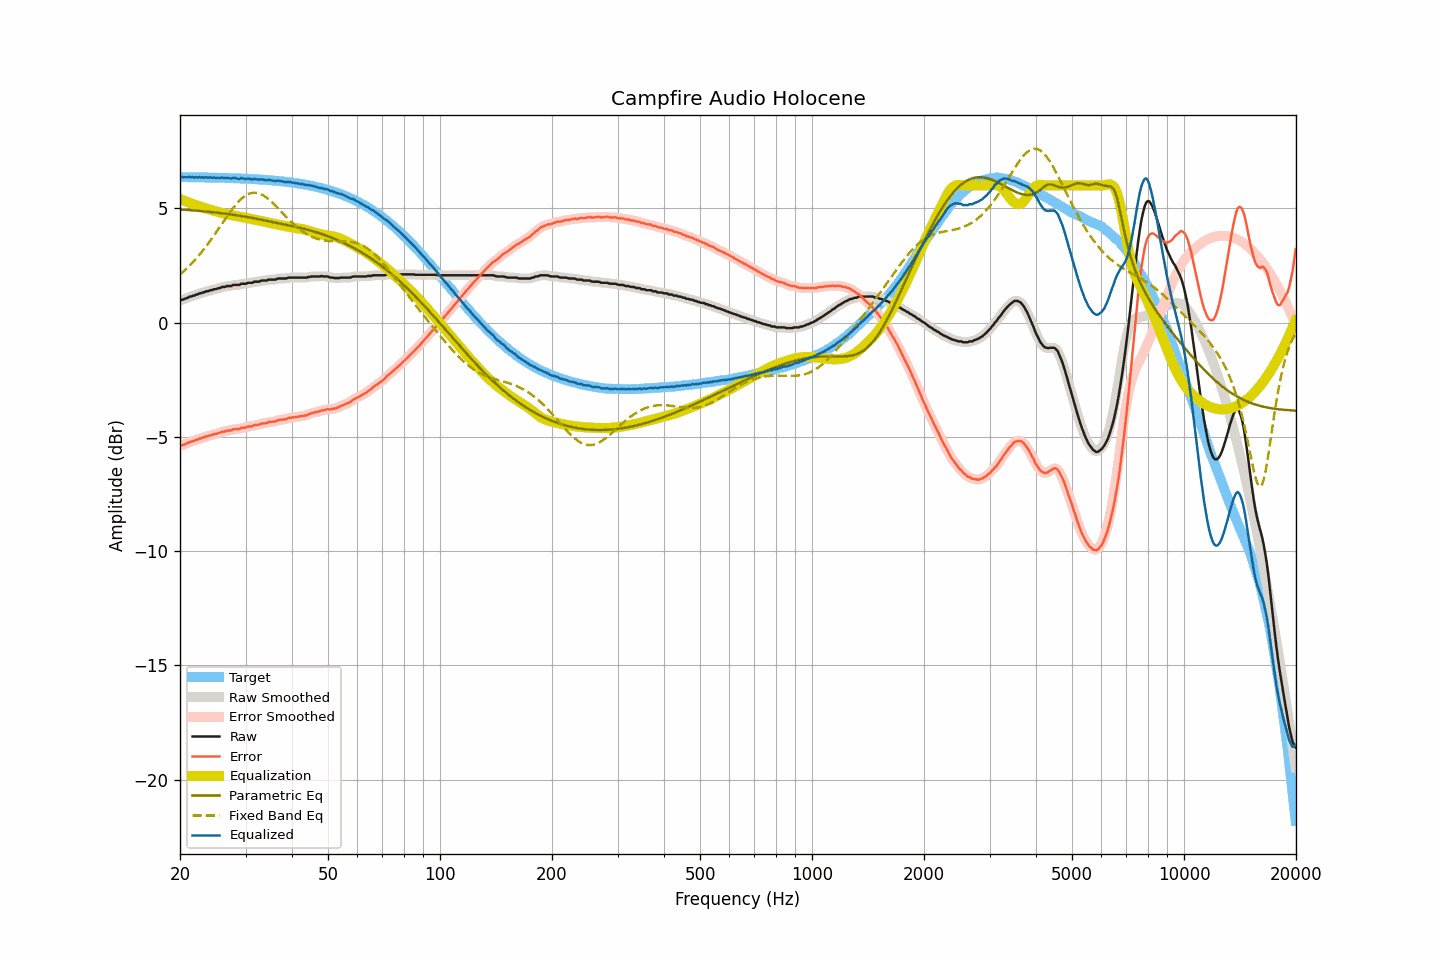 Campfire Audio Holocene
Amplitude (dBr)
5
0
−5
−10
−15
−20
Target
Raw Smoothed
Error Smoothed
Raw
Error
Equalization
Parametric Eq
Fixed Band Eq
Equalized
20 50 100 200 500 1000 2000 5000 10000 20000
Frequency (Hz)